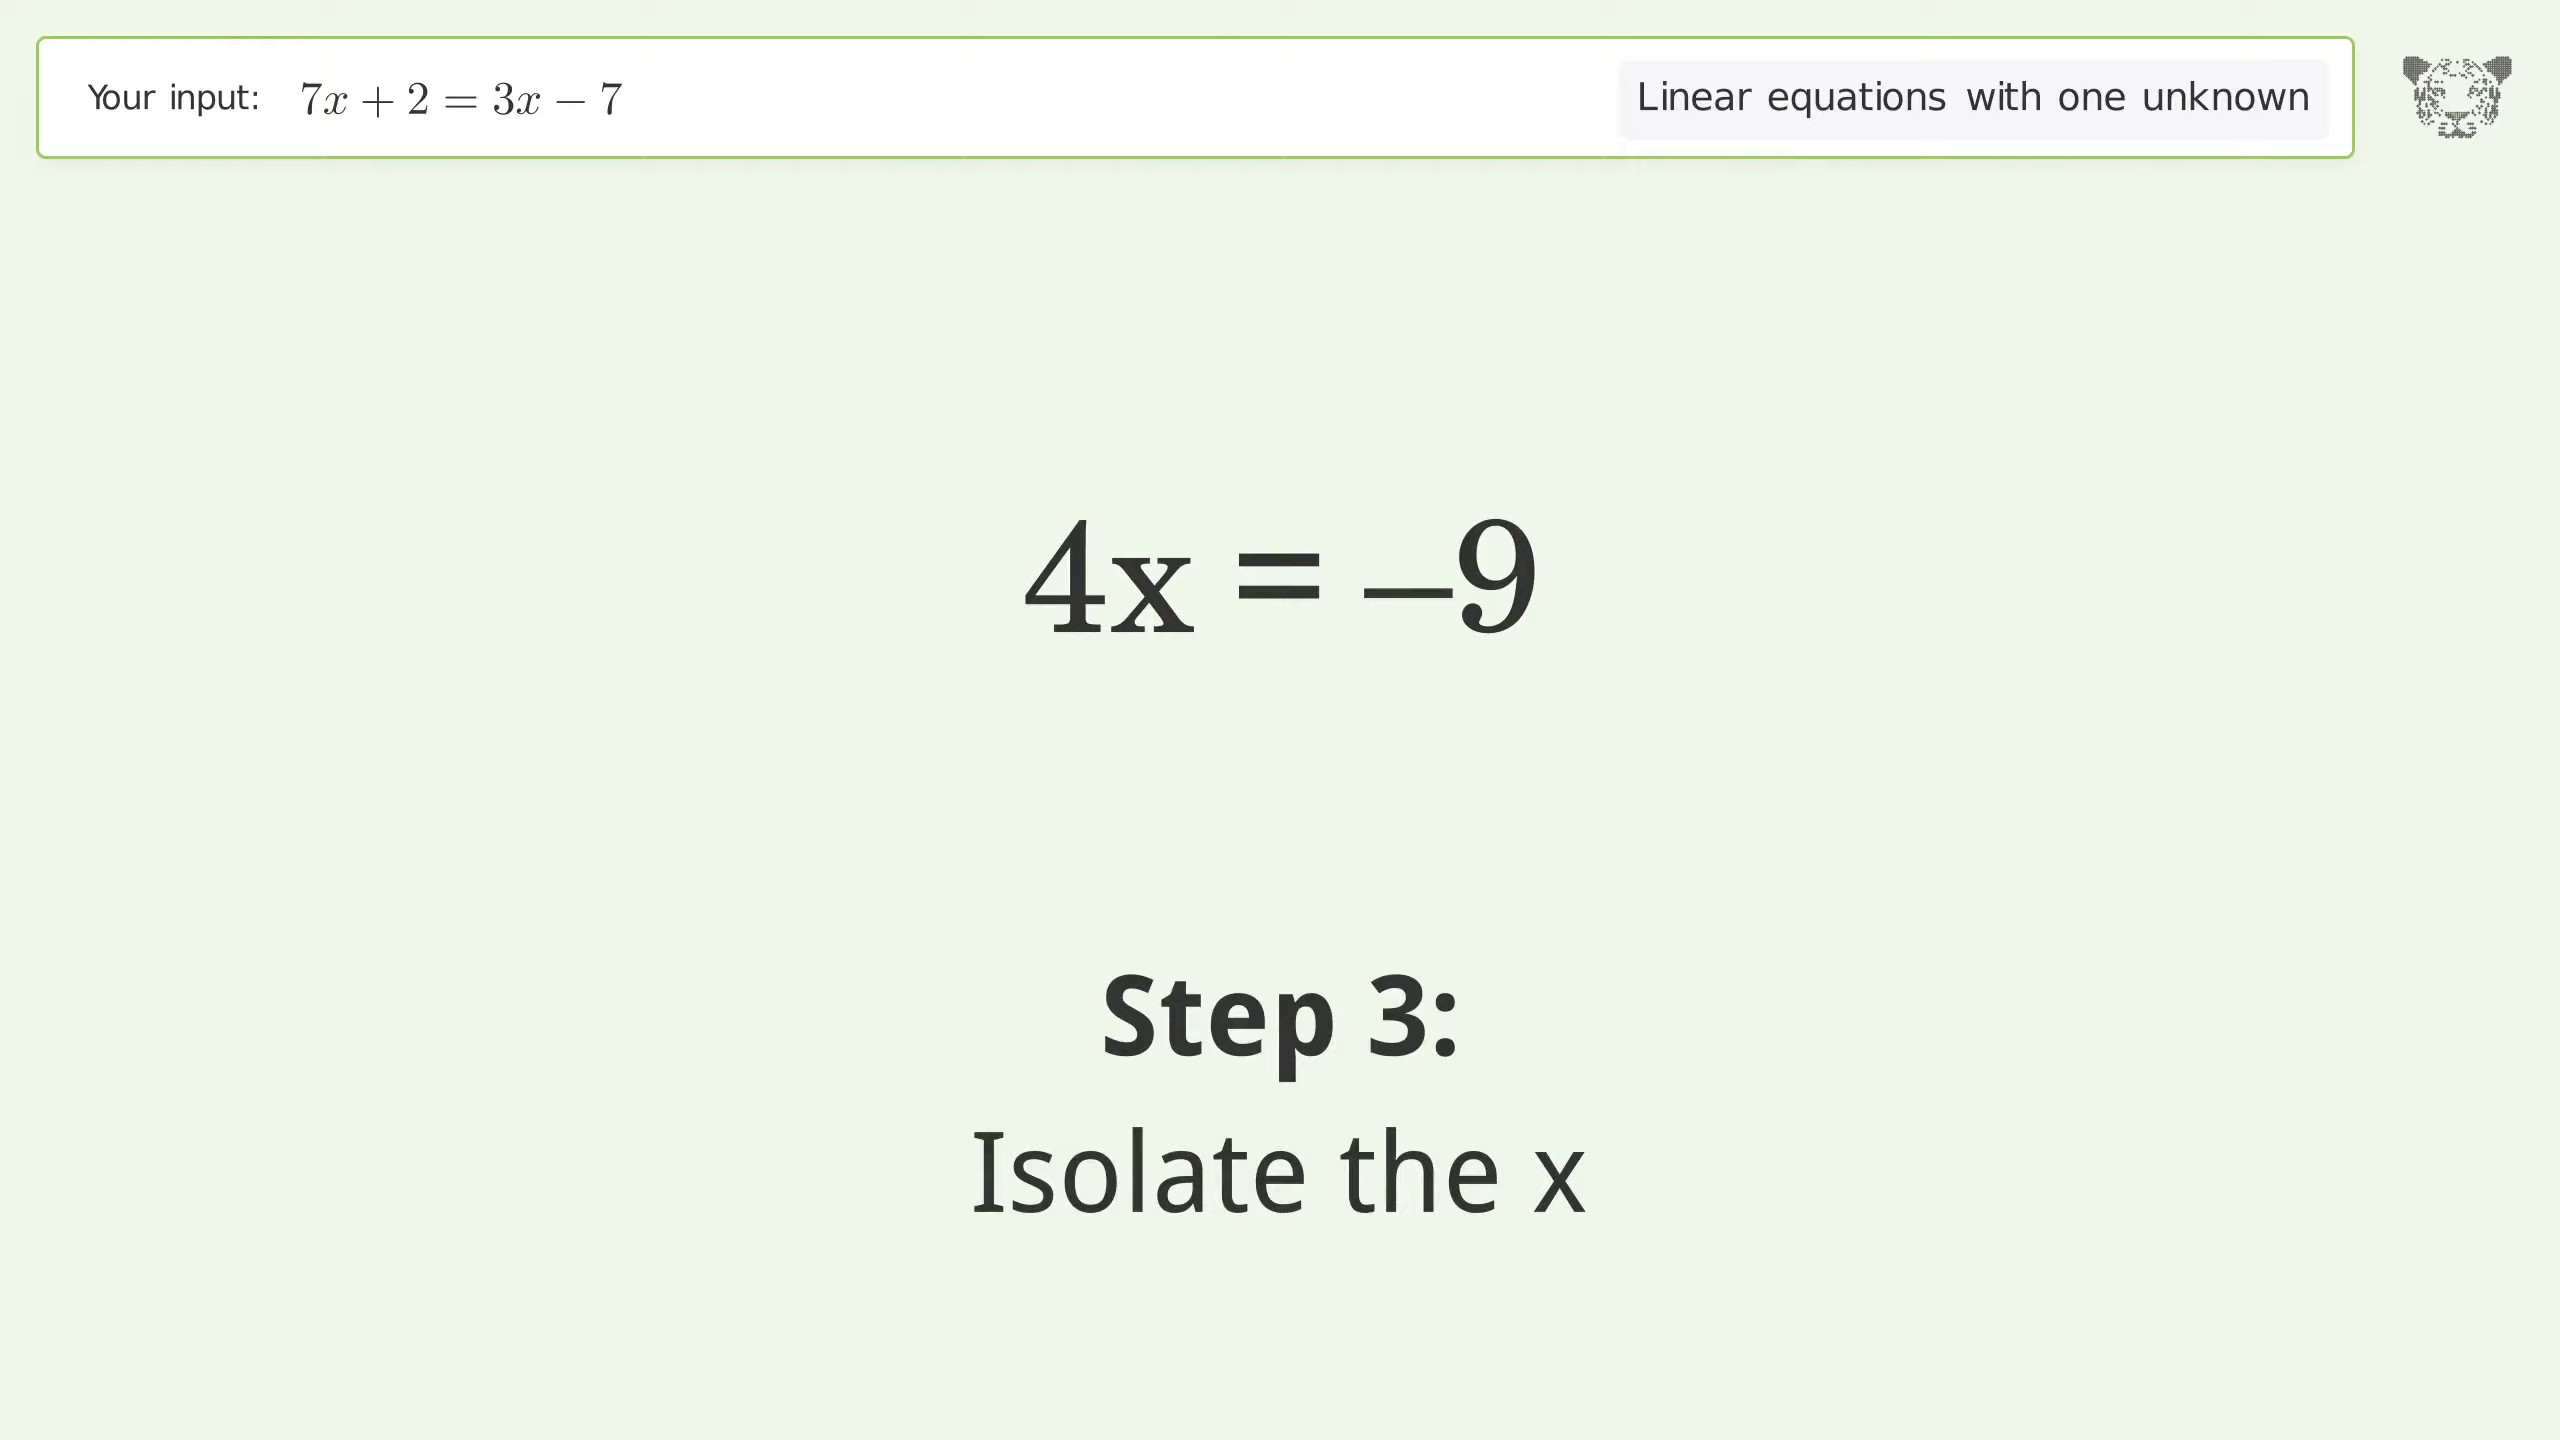 Your input: 7x + 2 = 3x − 7
Linear equations with one unknown
4x = –9
Step 3:
Isolate the x